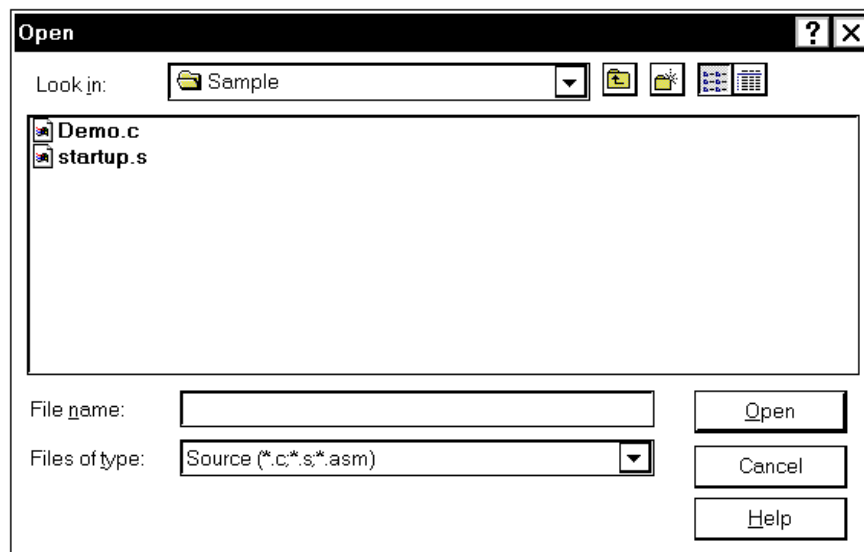 Open
Look in: Sample
Demo.c
startup.s
File name: Open
Files of type: Source (*.c;*.s;*.asm) Cancel
Help